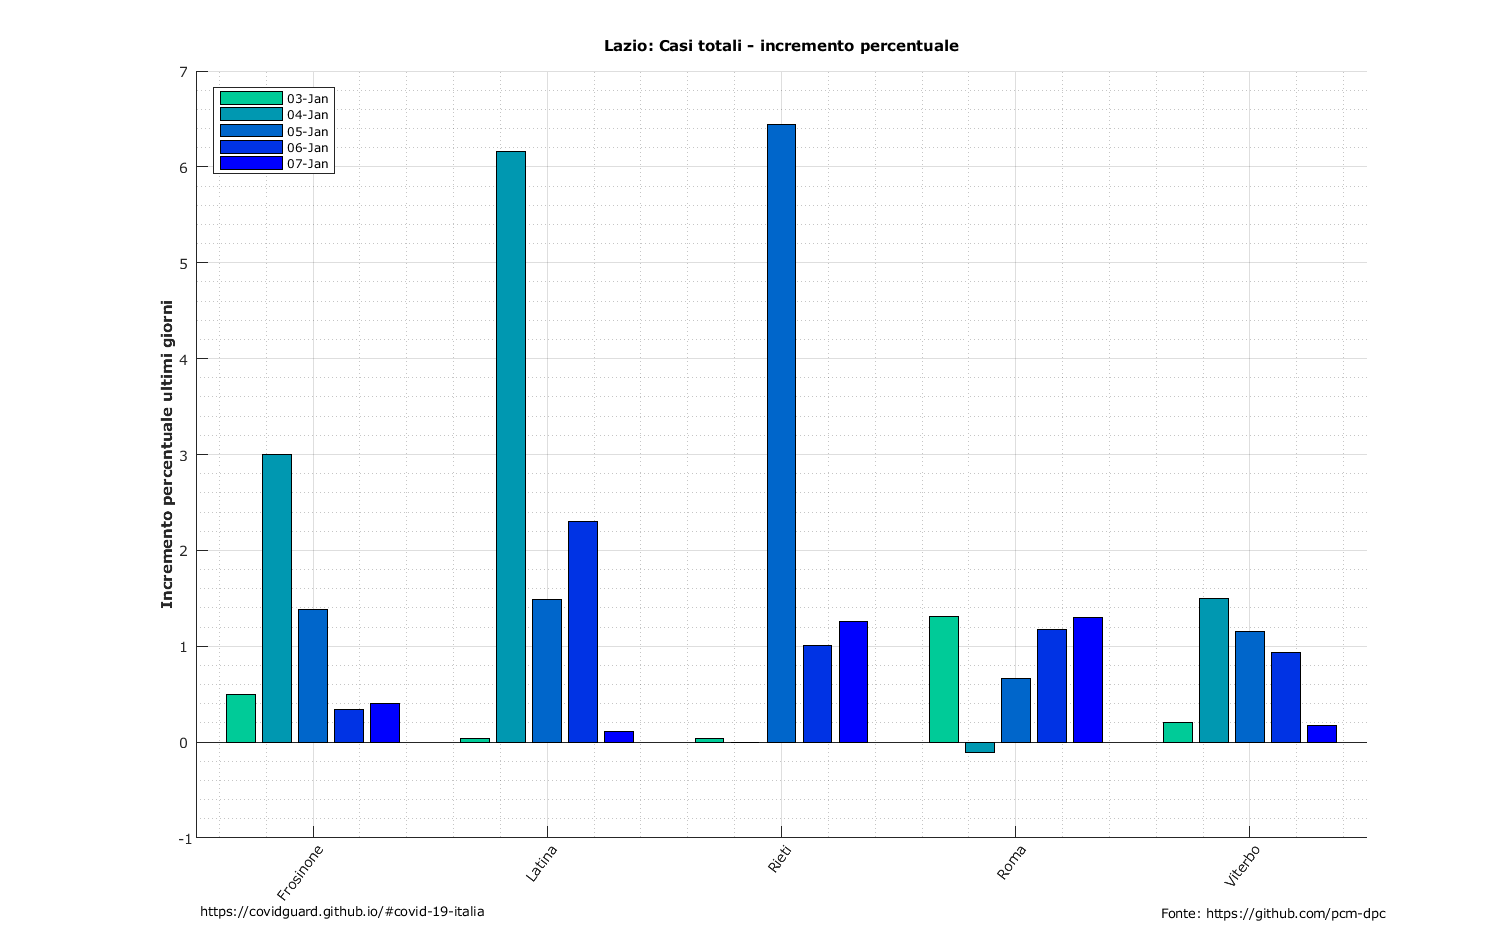 Lazio: Casi totali - incremento percentuale
7
6
5
4
3
2
1
0
-1
03-Jan
04-Jan
05-Jan
06-Jan
07-Jan
Incremento percentuale ultimi giorni
Frosinone
Latina
Rieti
Roma
Viterbo
https://covidguard.github.io/#covid-19-italia
Fonte: https://github.com/pcm-dpc